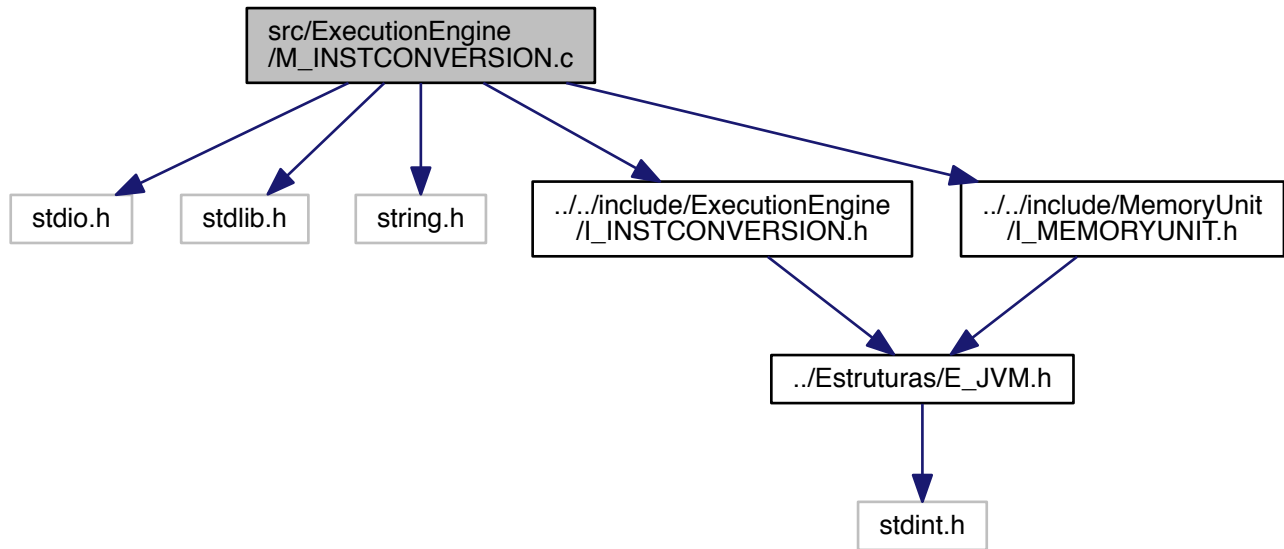 src/ExecutionEngine
/M_INSTCONVERSION.c
stdio.h
stdlib.h
string.h
../../include/ExecutionEngine
/I_INSTCONVERSION.h
../../include/MemoryUnit
/I_MEMORYUNIT.h
../Estruturas/E_JVM.h
stdint.h